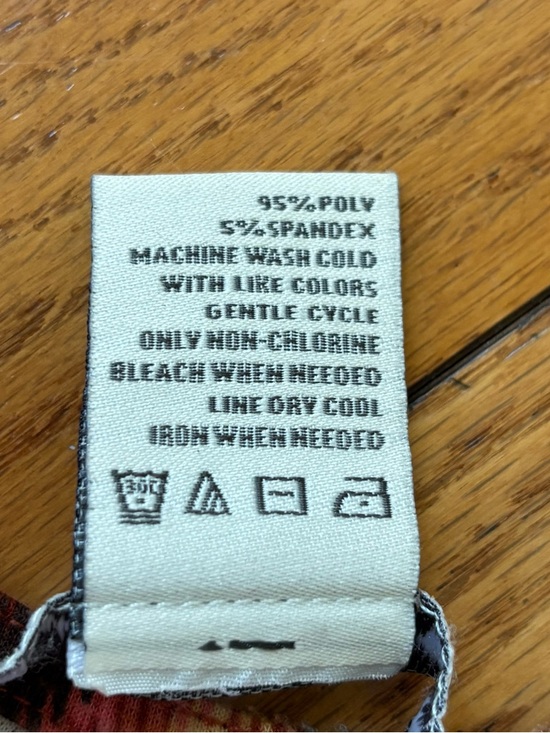 95%POLY
5%SPANDEX
MACHINE WASH COLD
WITH LIKE COLORS
GENTLE CYCLE
ONLY NON-CHLORINE
BLEACH WHEN NEEDED
LINE DRY COOL
IRON WHEN NEEDED